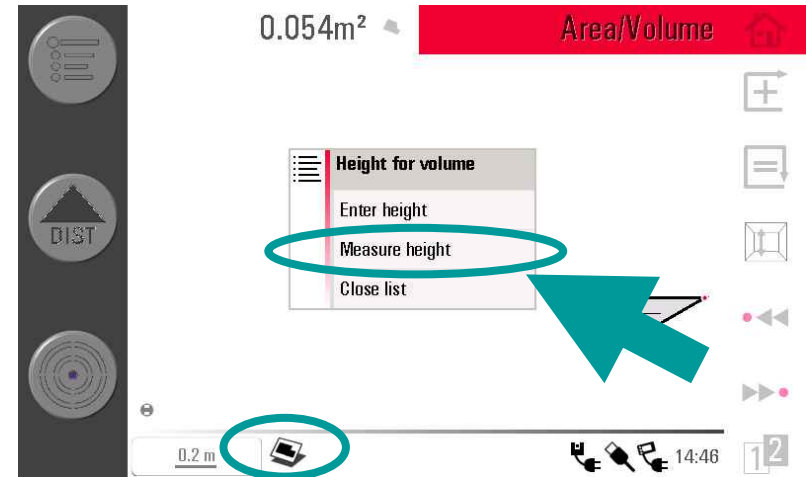 0.054m²
Area/Volume
Height for volume
Enter height
Measure height
Close list
DIST
0.2 m
14:46
12